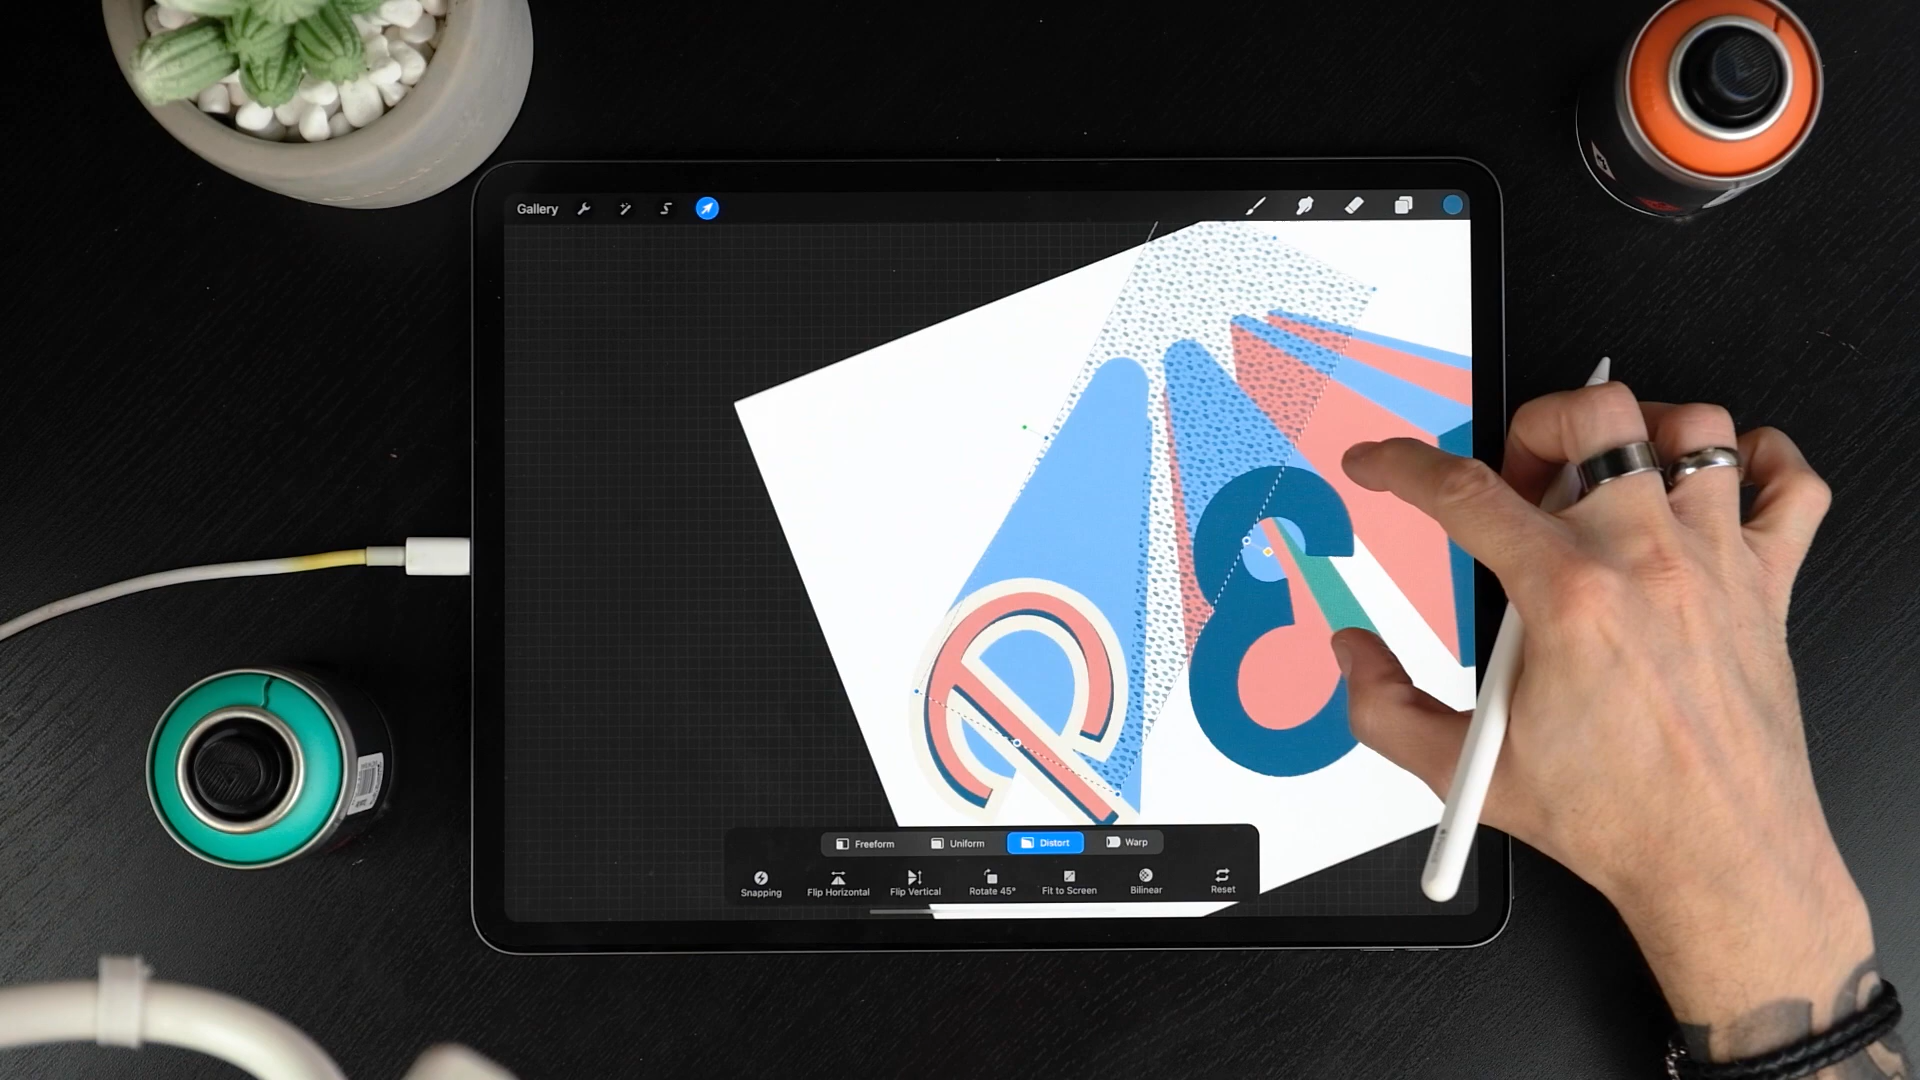 Gallery
Freeform Uniform Distort Warp
Snapping Flip Horizontal Flip Vertical Rotate 45° Fit to Screen Bilinear Reset